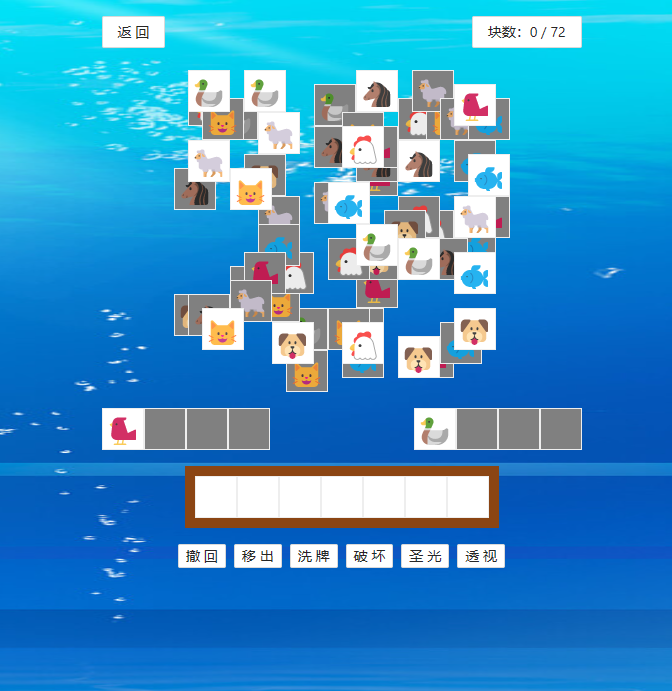 返 回
块数：0 / 72
撤 回
移 出
洗 牌
破 坏
圣 光
透 视